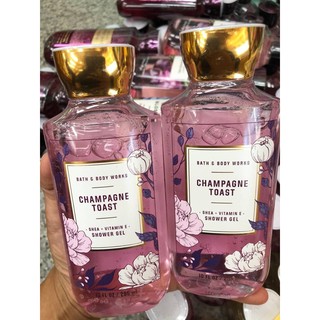 BATH & BODY WORKS
CHAMPAGNE
TOAST
SHEA + VITAMIN E
SHOWER GEL
BATH & BODY WORKS
CHAMPAGNE
TOAST
SHEA + VITAMIN E
SHOWER GEL